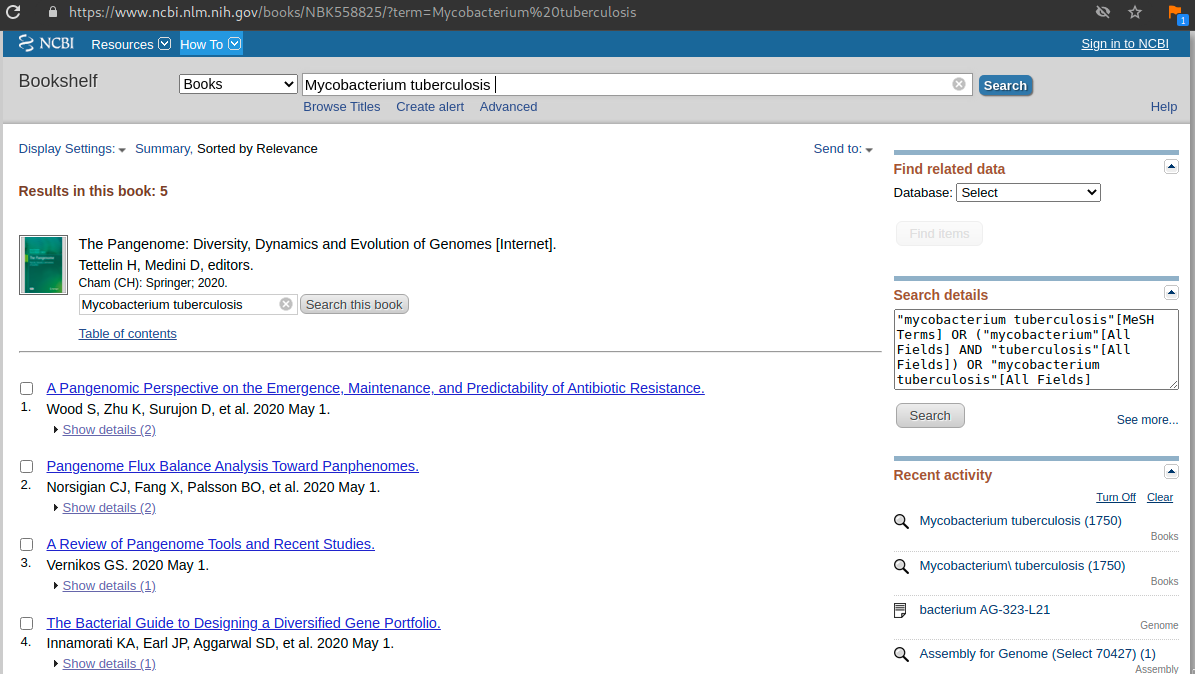 https://www.ncbi.nlm.nih.gov/books/NBK558825/?term=Mycobacterium%20tuberculosis
1
NCBI Resources How To Sign in to NCBI
Bookshelf Books Mycobacterium tuberculosis Search
Browse Titles Create alert Advanced Help
Display Settings: Summary, Sorted by Relevance Send to:
Results in this book: 5
The Pangenome: Diversity, Dynamics and Evolution of Genomes [Internet].
Tettelin H, Medini D, editors.
Cham (CH): Springer; 2020.
Mycobacterium tuberculosis Search this book
Table of contents
A Pangenomic Perspective on the Emergence, Maintenance, and Predictability of Antibiotic Resistance.
1. Wood S, Zhu K, Surujon D, et al. 2020 May 1.
Show details (2)
Pangenome Flux Balance Analysis Toward Panphenomes.
2. Norsigian CJ, Fang X, Palsson BO, et al. 2020 May 1.
Show details (2)
A Review of Pangenome Tools and Recent Studies.
3. Vernikos GS. 2020 May 1.
Show details (1)
The Bacterial Guide to Designing a Diversified Gene Portfolio.
4. Innamorati KA, Earl JP, Aggarwal SD, et al. 2020 May 1.
Show details (1)
Find related data
Database: Select
Find items
Search details
"mycobacterium tuberculosis"[MeSH
Terms] OR ("mycobacterium"[All
Fields] AND "tuberculosis"[All
Fields]) OR "mycobacterium
tuberculosis"[All Fields]
Search See more...
Recent activity
Turn Off Clear
Mycobacterium tuberculosis (1750)
Books
Mycobacterium\ tuberculosis (1750)
Books
bacterium AG-323-L21
Genome
Assembly for Genome (Select 70427) (1)
Assembly